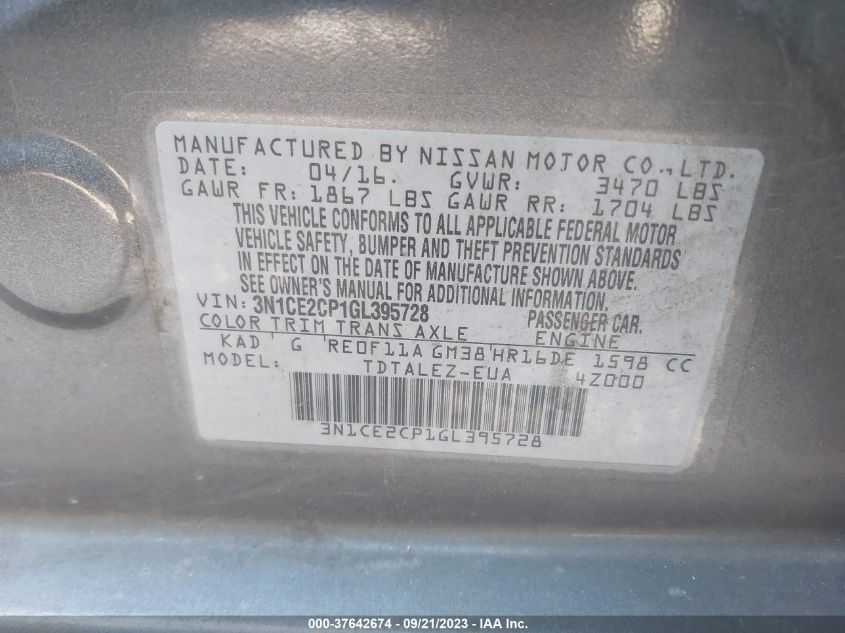 MANUFACTURED BY NISSAN MOTOR CO., LTD.
DATE: 04/16. GVWR: 3470 LBS
GAWR FR: 1867 LBS GAWR RR: 1704 LBS
THIS VEHICLE CONFORMS TO ALL APPLICABLE FEDERAL MOTOR
VEHICLE SAFETY, BUMPER AND THEFT PREVENTION STANDARDS
IN EFFECT ON THE DATE OF MANUFACTURE SHOWN ABOVE.
SEE OWNER'S MANUAL FOR ADDITIONAL INFORMATION.
VIN: 3N1CE2CP1GL395728 PASSENGER CAR.
COLOR TRIM TRANS AXLE ENGINE
KAD G RE0F11A GM38 HR16DE 1598 CC
MODEL: TDTALEZ-EUA 4Z000
3N1CE2CP1GL395728
000-37642674 - 09/21/2023 - IAAI.com